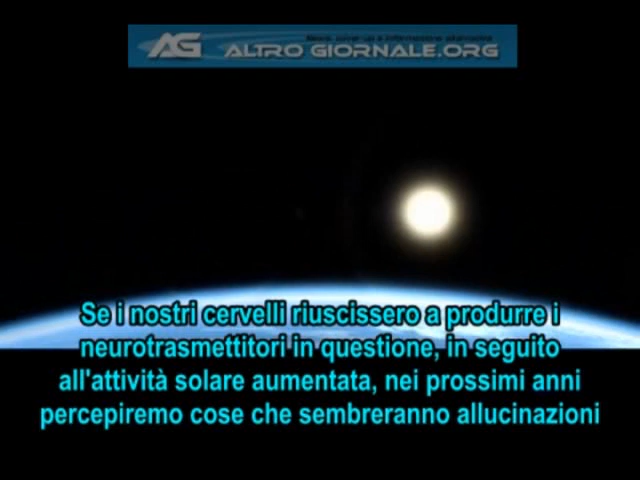 AG ALTRO GIORNALE.ORG
Se i nostri cervelli riuscissero a produrre i
neurotrasmettitori in questione, in seguito
all'attività solare aumentata, nei prossimi anni
percepiremo cose che sembreranno allucinazioni